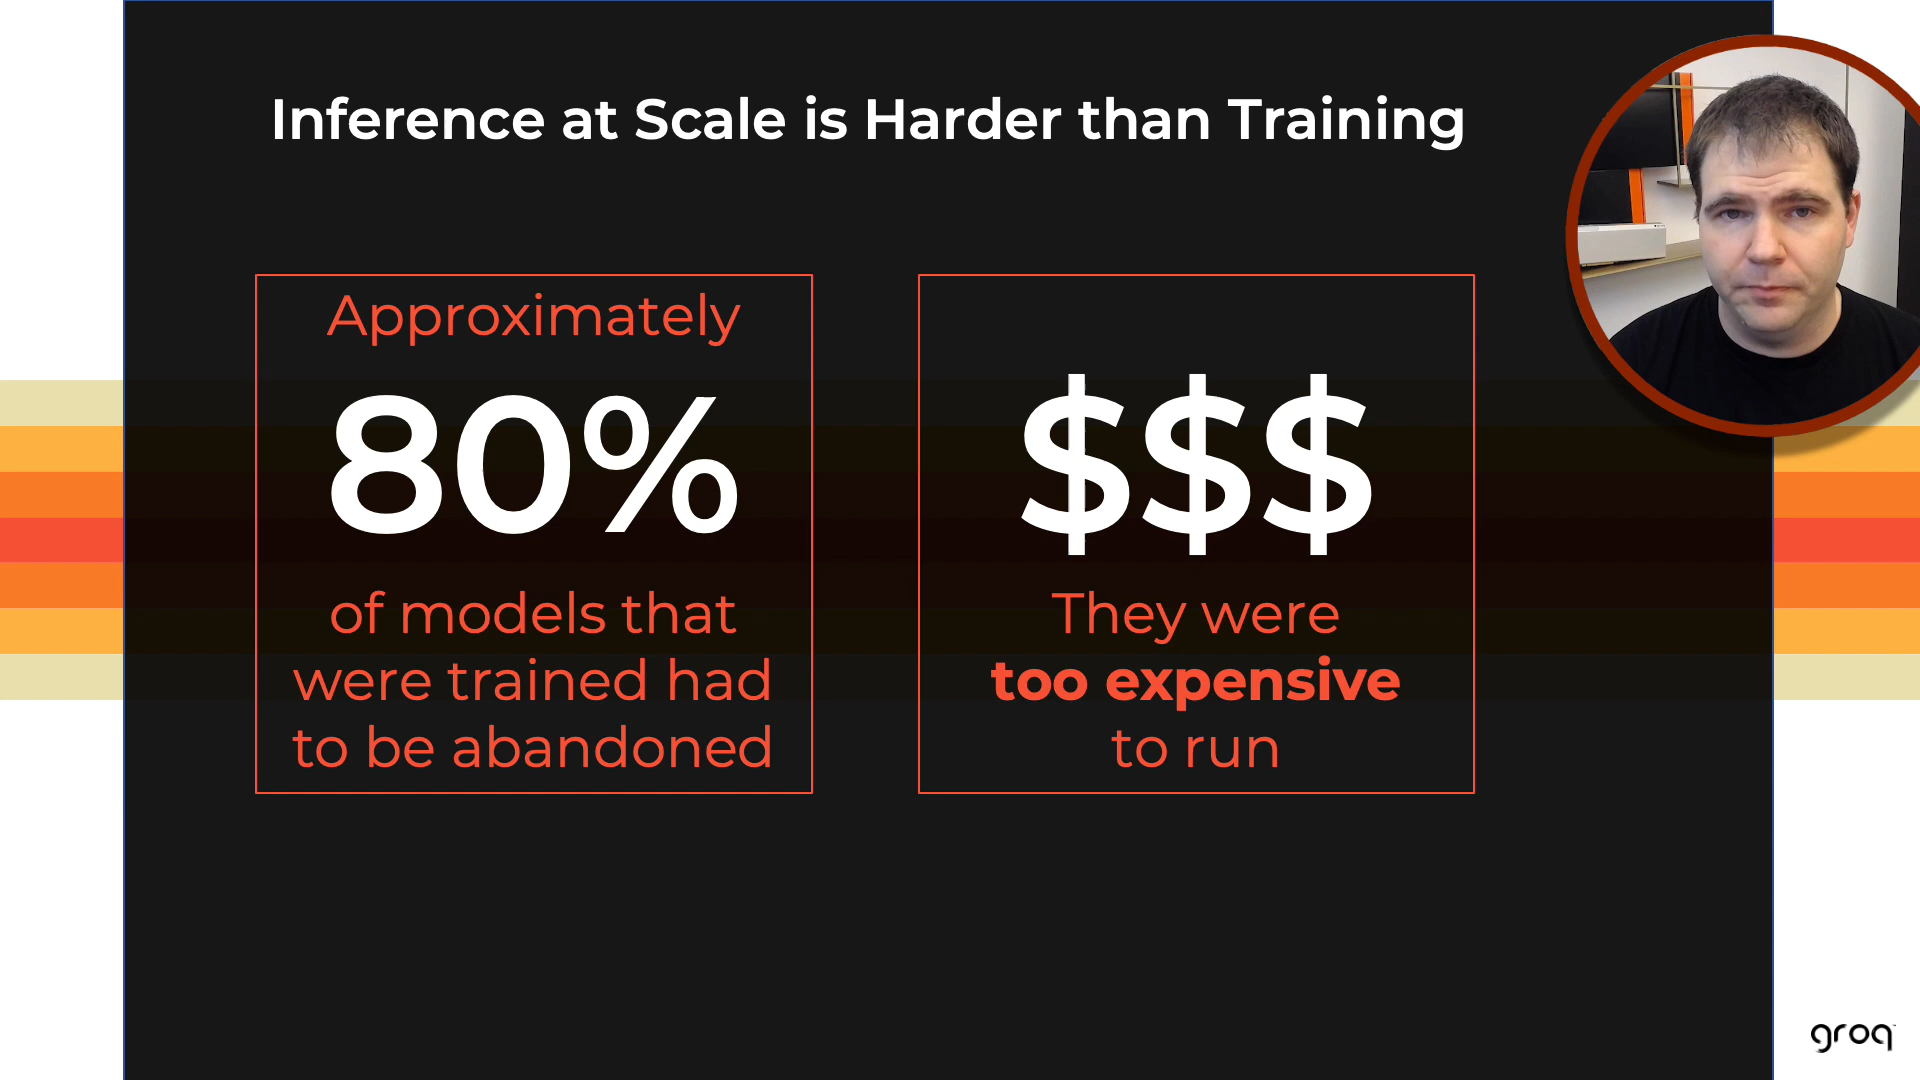 Inference at Scale is Harder than Training
Approximately
80%
of models that
were trained had
to be abandoned
$$$
They were
too expensive
to run
groq